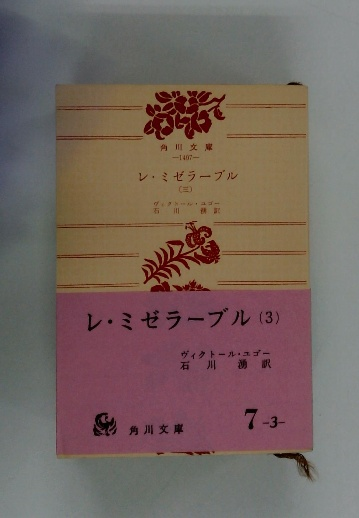 角川文庫
—1467—
レ・ミゼラーブル
(三)
ヴィクトール・ユゴー
石川湧訳
レ・ミゼラーブル(3)
ヴィクトール・ユゴー
石川湧訳
角川文庫
7-3-